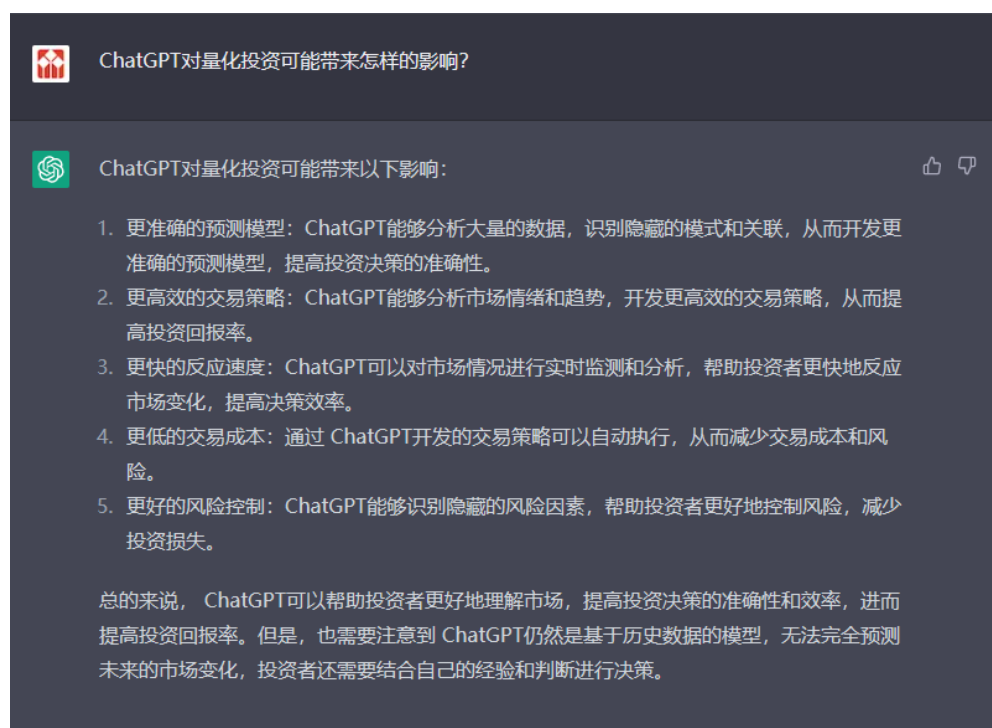 ChatGPT对量化投资可能带来怎样的影响?
ChatGPT对量化投资可能带来以下影响:
1. 更准确的预测模型：ChatGPT能够分析大量的数据，识别隐藏的模式和关联，从而开发更
准确的预测模型，提高投资决策的准确性。
2. 更高效的交易策略：ChatGPT能够分析市场情绪和趋势，开发更高效的交易策略，从而提
高投资回报率。
3. 更快的反应速度：ChatGPT可以对市场情况进行实时监测和分析，帮助投资者更快地反应
市场变化，提高决策效率。
4. 更低的交易成本：通过 ChatGPT开发的交易策略可以自动执行，从而减少交易成本和风
险。
5. 更好的风险控制：ChatGPT能够识别隐藏的风险因素，帮助投资者更好地控制风险，减少
投资损失。
总的来说， ChatGPT可以帮助投资者更好地理解市场，提高投资决策的准确性和效率，进而
提高投资回报率。但是，也需要注意到 ChatGPT仍然是基于历史数据的模型，无法完全预测
未来的市场变化，投资者还需要结合自己的经验和判断进行决策。